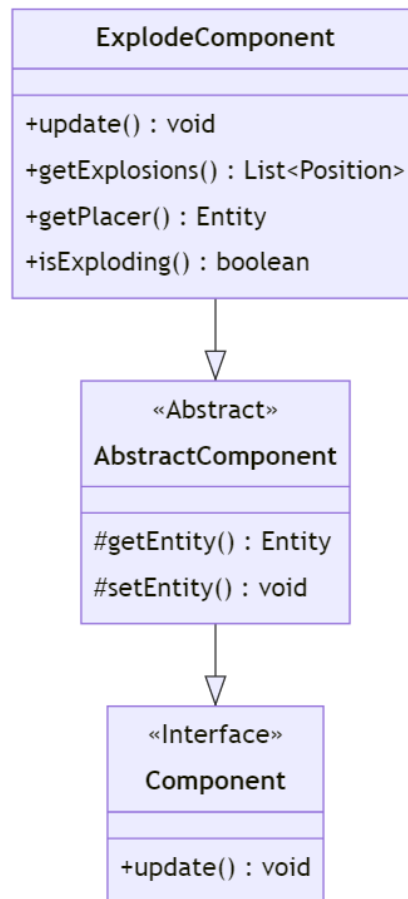 ExplodeComponent
+update() : void
+getExplosions() : List<Position>
+getPlacer() : Entity
+isExploding() : boolean
«Abstract»
AbstractComponent
#getEntity() : Entity
#setEntity() : void
«Interface»
Component
+update() : void